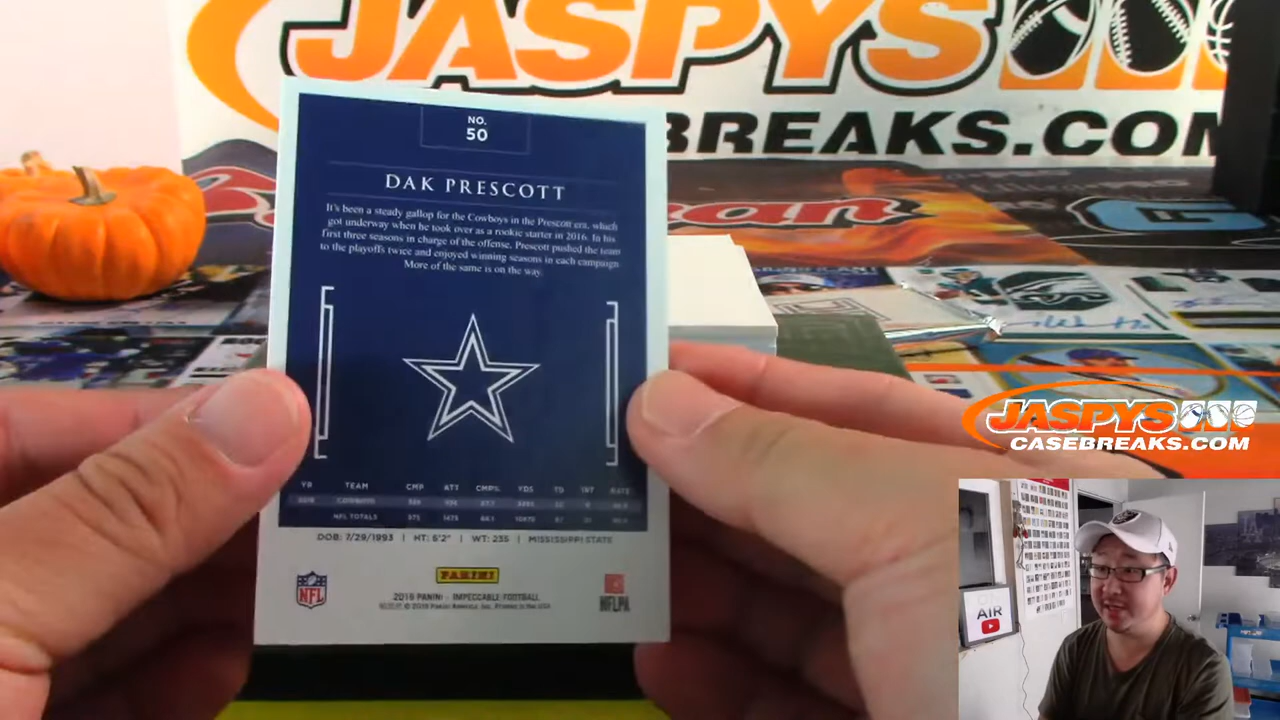 JASPYS
BREAKS.COM
NO.
50
DAK PRESCOTT
It's been a steady gallop for the Cowboys in the Prescott era, which
got underway when he took over as a rookie starter in 2016. In his
first three seasons in charge of the offense, Prescott pushed the team
to the playoffs twice and enjoyed winning seasons in each campaign.
More of the same is on the way.
YR TEAM CMP ATT CMP% YDS TD INT RATE
COWBOYS
NFL TOTALS
DOB: 7/29/1993 | HT: 6'2" | WT: 235 | MISSISSIPPI STATE
NFL
PANINI
2019 PANINI - IMPECCABLE FOOTBALL
NFLPA
JASPYS
CASEBREAKS.COM
AIR